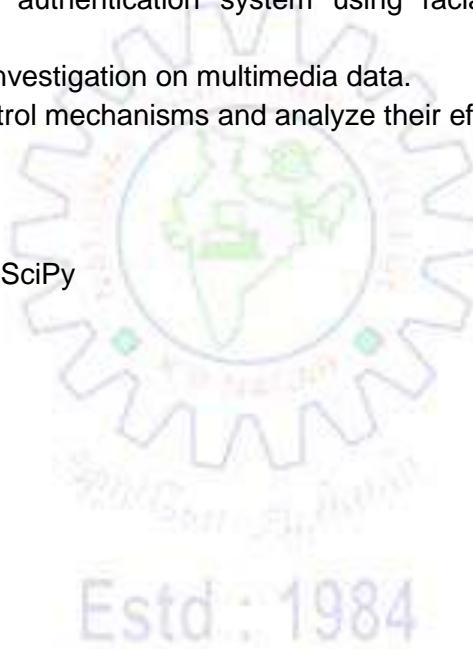 authentication system using facia
nvestigation on multimedia data.
trol mechanisms and analyze their ef
SciPy
Estd : 1984